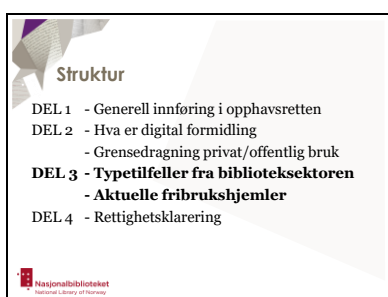 Struktur
DEL 1 - Generell innføring i opphavsretten
DEL 2 - Hva er digital formidling
- Grensedragning privat/offentlig bruk
DEL 3 - Typetilfeller fra biblioteksektoren
- Aktuelle fribrukshjemler
DEL 4 - Rettighetsklarering
Nasjonalbiblioteket
National Library of Norway